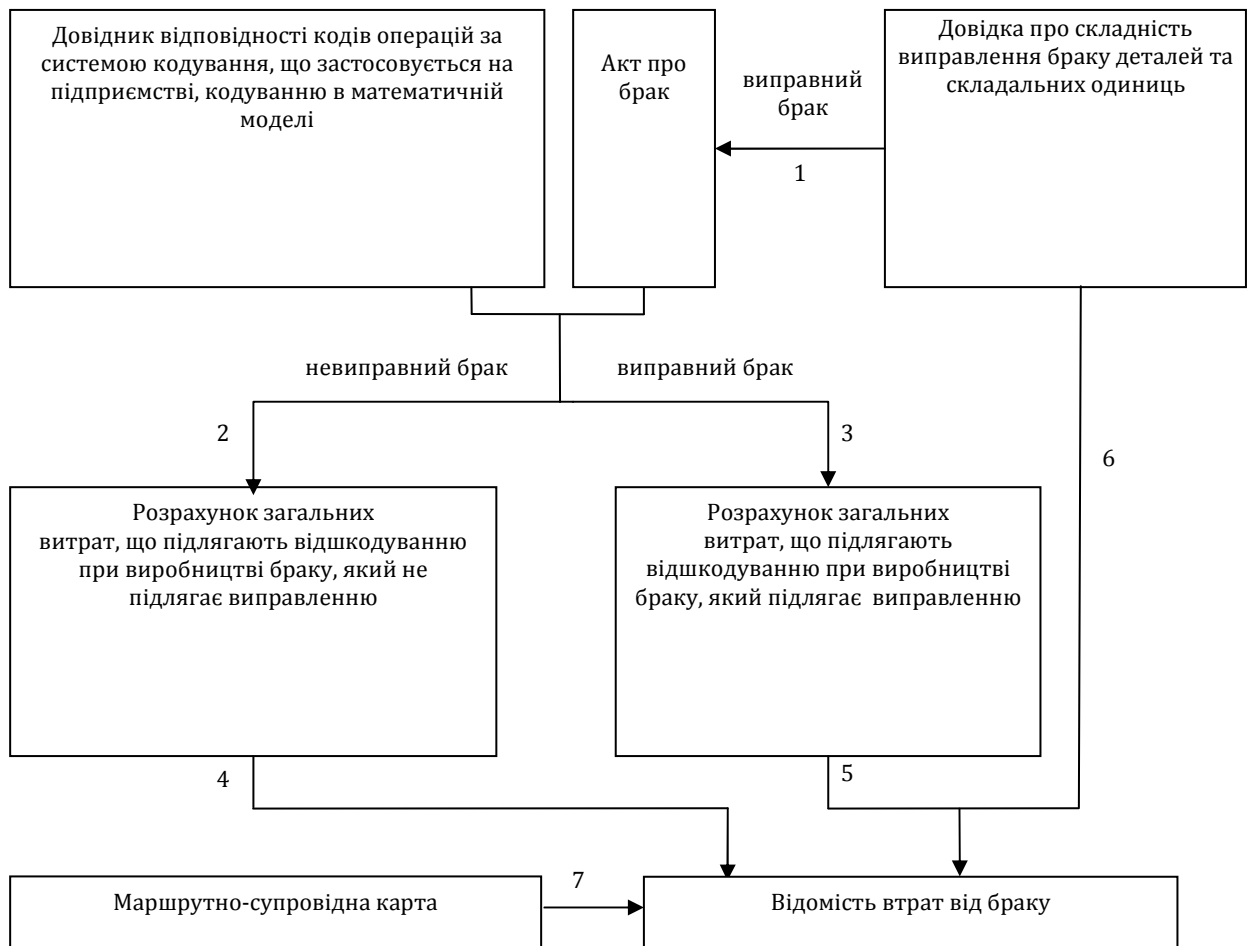 Довідник відповідності кодів операцій за
системою кодування, що застосовується на
підприємстві, кодуванню в математичній
моделі
Акт про
брак
виправний
брак
1
Довідка про складність
виправлення браку деталей та
складальних одиниць
невиправний брак
виправний брак
2
3
6
Розрахунок загальних
витрат, що підлягають відшкодуванню
при виробництві браку, який не
підлягає виправленню
Розрахунок загальних
витрат, що підлягають
відшкодуванню при виробництві
браку, який підлягає виправленню
4
5
Маршрутно-супровідна карта
7
Відомість втрат від браку